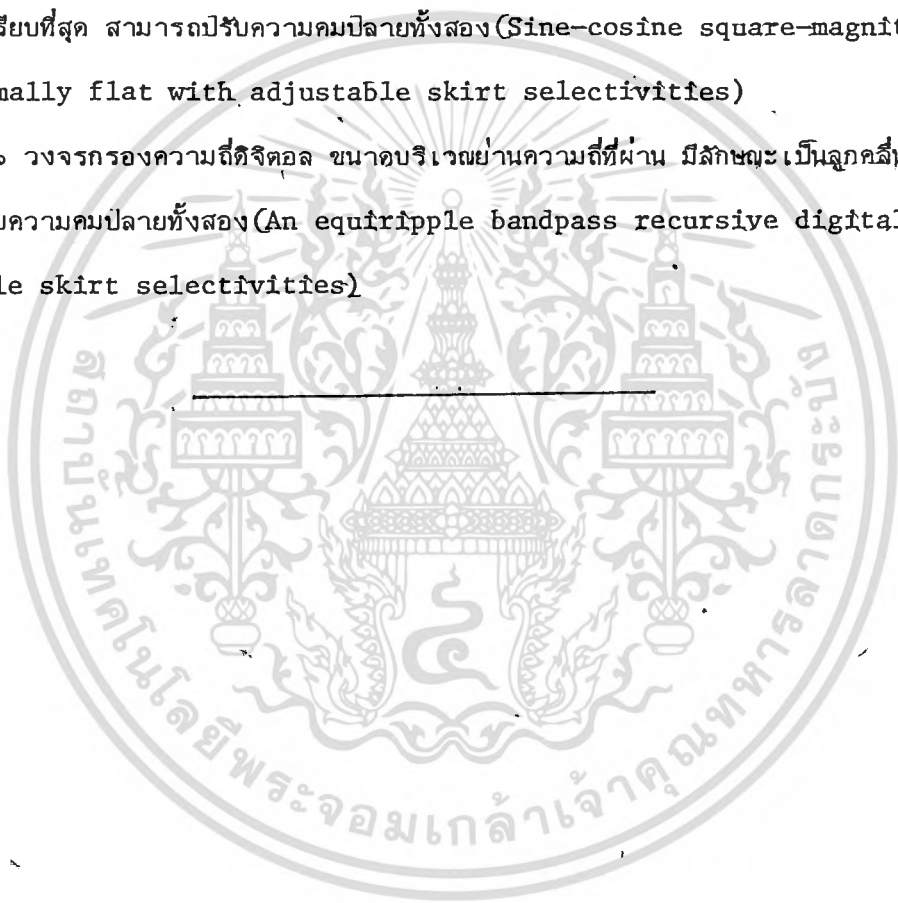 รียบที่สุด สามารถปรับความคมปลายทั้งสอง(Sine-cosine square-magnit
mally flat with adjustable skirt selectivities)
๖ วงจรกรองความถี่ดิจิตอล ขนาดบริเวณย่านความถี่ที่ผ่าน มีลักษณะเป็นลูกคลื่น
ความคมปลายทั้งสอง(An equiripple bandpass recursive digital
le skirt selectivities)
สถาบันเทคโนโลยีพระจอมเกล้าเจ้าคุณทหารลาดกระบัง